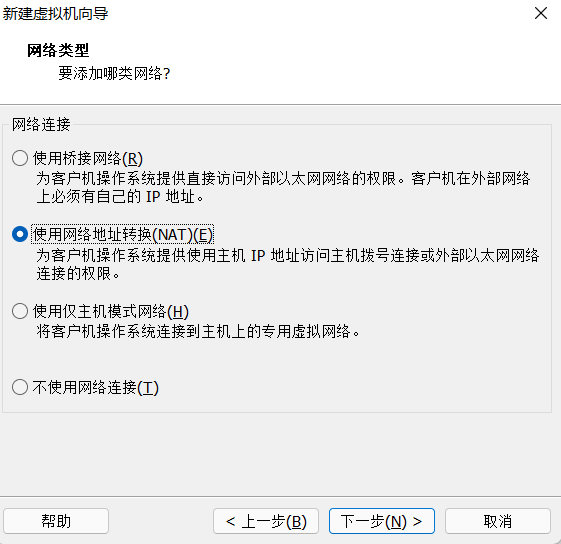 新建虚拟机向导
网络类型
要添加哪类网络?
网络连接
使用桥接网络(R)
为客户机操作系统提供直接访问外部以太网网络的权限。客户机在外部网络
上必须有自己的 IP 地址。
使用网络地址转换(NAT)(E)
为客户机操作系统提供使用主机 IP 地址访问主机拨号连接或外部以太网网络
连接的权限。
使用仅主机模式网络(H)
将客户机操作系统连接到主机上的专用虚拟网络。
不使用网络连接(T)
帮助
< 上一步(B)
下一步(N) >
取消